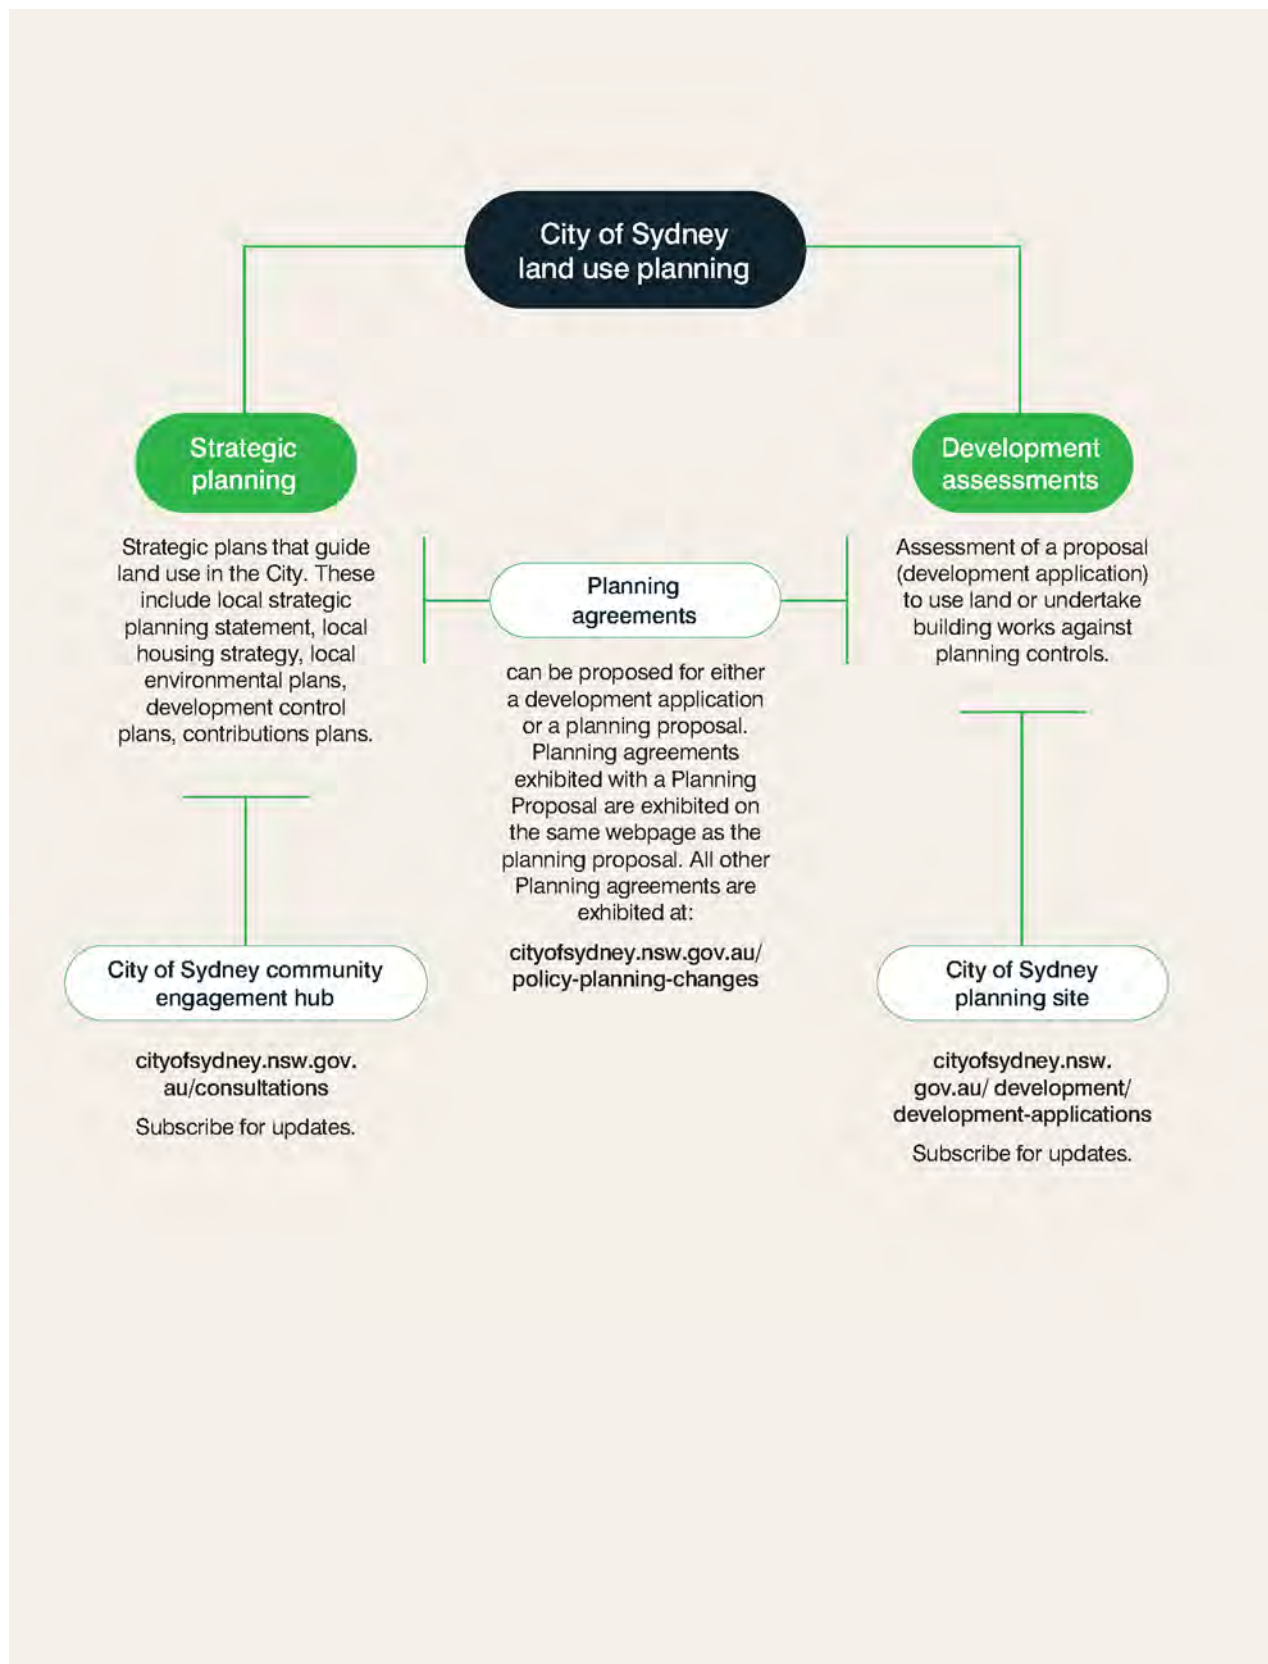 City of Sydney
land use planning
Strategic
planning
Strategic plans that guide
land use in the City. These
include local strategic
planning statement, local
housing strategy, local
environmental plans,
development control
plans, contributions plans.
City of Sydney community
engagement hub
cityofsydney.nsw.gov.
au/consultations
Subscribe for updates.
Planning
agreements
can be proposed for either
a development application
or a planning proposal.
Planning agreements
exhibited with a Planning
Proposal are exhibited on
the same webpage as the
planning proposal. All other
Planning agreements are
exhibited at:
cityofsydney.nsw.gov.au/
policy-planning-changes
Development
assessments
Assessment of a proposal
(development application)
to use land or undertake
building works against
planning controls.
City of Sydney
planning site
cityofsydney.nsw.
gov.au/ development/
development-applications
Subscribe for updates.